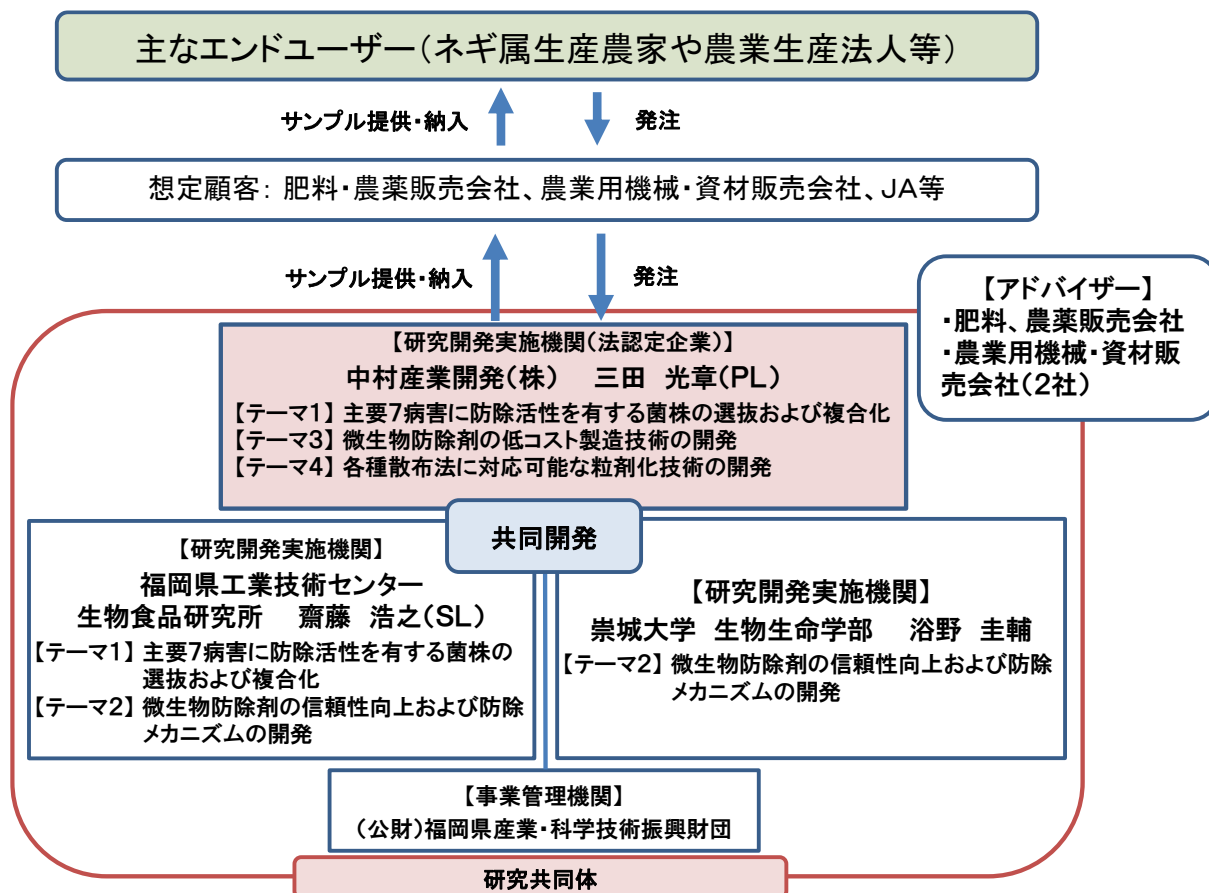 主なエンドユーザー(ネギ属生産農家や農業生産法人等)
サンプル提供・納入
発注
想定顧客: 肥料・農薬販売会社、農業用機械・資材販売会社、JA等
サンプル提供・納入
発注
【アドバイザー】
・肥料、農薬販売会社
・農業用機械・資材販
売会社(2社)
【研究開発実施機関(法認定企業)】
中村産業開発(株) 三田 光章(PL)
【テーマ1】 主要7病害に防除活性を有する菌株の選抜および複合化
【テーマ3】 微生物防除剤の低コスト製造技術の開発
【テーマ4】 各種散布法に対応可能な粒剤化技術の開発
共同開発
【研究開発実施機関】
福岡県工業技術センター
生物食品研究所 齋藤 浩之(SL)
【テーマ1】 主要7病害に防除活性を有する菌株の
選抜および複合化
【テーマ2】 微生物防除剤の信頼性向上および防除
メカニズムの開発
【研究開発実施機関】
崇城大学 生物生命学部 浴野 圭輔
【テーマ2】 微生物防除剤の信頼性向上および防除
メカニズムの開発
【事業管理機関】
(公財)福岡県産業・科学技術振興財団
研究共同体